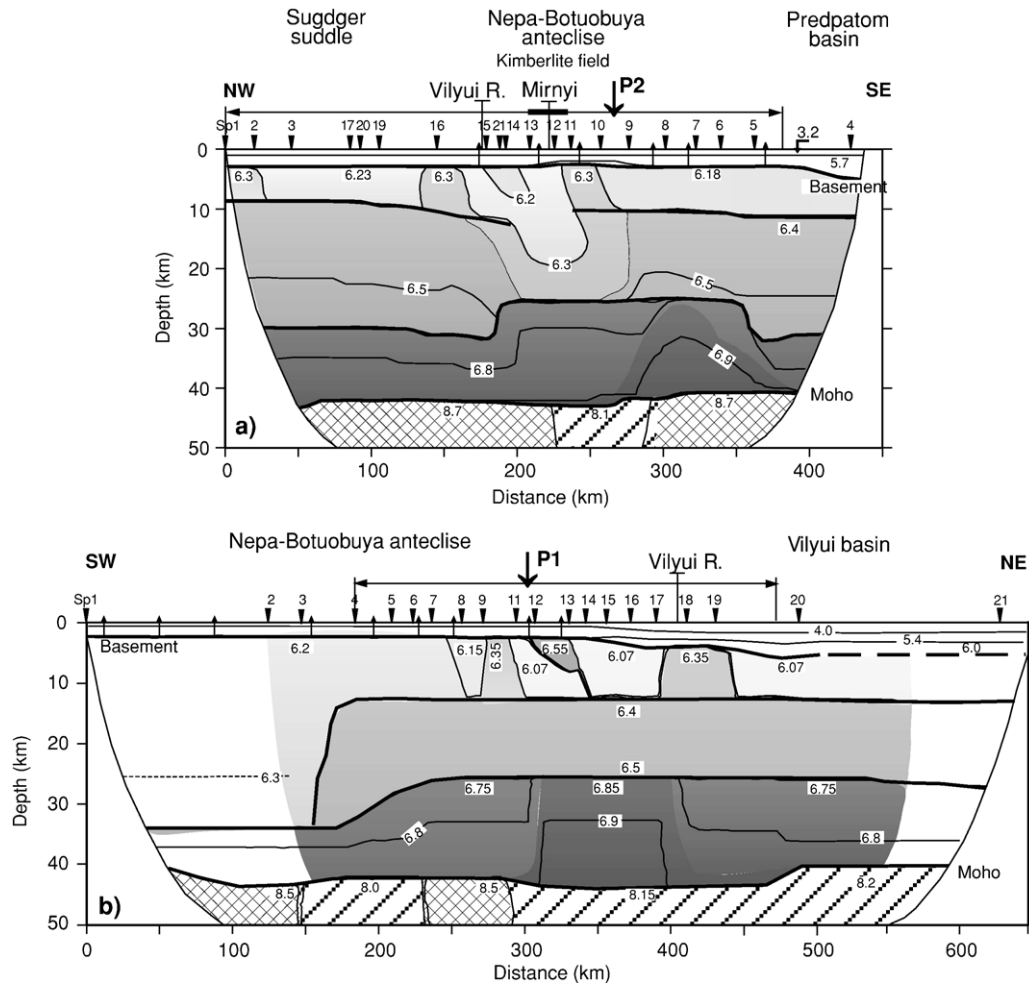 Sugdger Nepa-Botuobuya Predpatom
suddle anteclise basin
Kimberlite field
NW Vilyui R. Mirnyi P2 SE
Sp1 2 3 17 20 19 16 15 21 14 13 12 11 10 9 8 7 6 5 3.2 4
0
5.7
6.3 6.23 6.3 6.2 6.3 6.18 Basement
10
6.4
20 6.3
6.5 6.5
30
6.8 6.9
40
Moho
8.7 8.1 8.7
a)
50
Depth (km)
0 100 200 300 400
Distance (km)
Nepa-Botuobuya anteclise Vilyui R. Vilyui basin
SW P1 NE
Sp1 2 3 4 5 6 7 8 9 11 12 13 14 15 16 17 18 19 20 21
0
4.0
5.4
Basement 6.2 6.15 6.35 6.07 6.55 6.07 6.35 6.07 6.0
10
6.4
20
6.5
6.3
6.75 6.85 6.75
30
6.8 6.9 6.8
40
Moho
8.5 8.0 8.5 8.15 8.2
b)
50
Depth (km)
0 100 200 300 400 500 600
Distance (km)